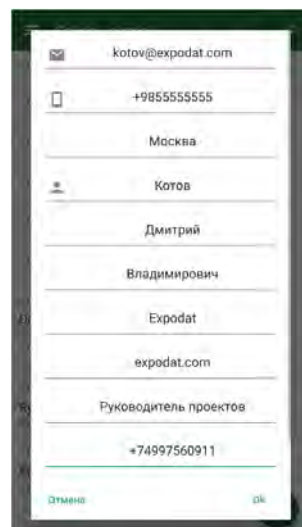 kotov@expodat.com
+9855555555
Москва
Котов
Дмитрий
Владимирович
Expodat
expodat.com
Руководитель проектов
+74997560911
Отмена Ok